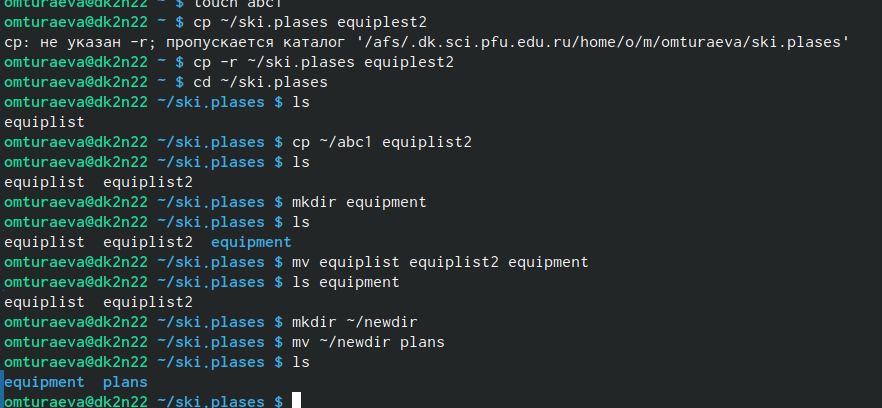 omturaeva@dk2n22 ~ $ touch abc1
omturaeva@dk2n22 ~ $ cp ~/ski.plases equiplest2
cp: не указан -r; пропускается каталог '/afs/.dk.sci.pfu.edu.ru/home/o/m/omturaeva/ski.plases'
omturaeva@dk2n22 ~ $ cp -r ~/ski.plases equiplest2
omturaeva@dk2n22 ~ $ cd ~/ski.plases
omturaeva@dk2n22 ~/ski.plases $ ls
equiplist
omturaeva@dk2n22 ~/ski.plases $ cp ~/abc1 equiplist2
omturaeva@dk2n22 ~/ski.plases $ ls
equiplist  equiplist2
omturaeva@dk2n22 ~/ski.plases $ mkdir equipment
omturaeva@dk2n22 ~/ski.plases $ ls
equiplist  equiplist2  equipment
omturaeva@dk2n22 ~/ski.plases $ mv equiplist equiplist2 equipment
omturaeva@dk2n22 ~/ski.plases $ ls equipment
equiplist  equiplist2
omturaeva@dk2n22 ~/ski.plases $ mkdir ~/newdir
omturaeva@dk2n22 ~/ski.plases $ mv ~/newdir plans
omturaeva@dk2n22 ~/ski.plases $ ls
equipment  plans
omturaeva@dk2n22 ~/ski.plases $